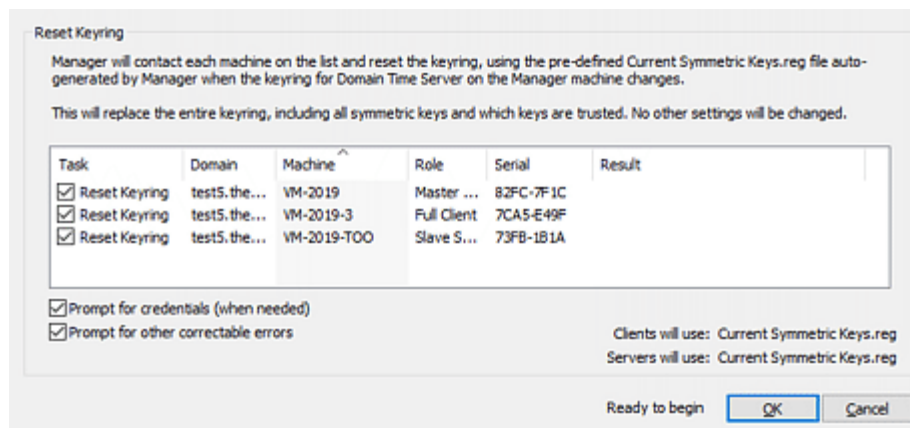 Reset Keyring
Manager will contact each machine on the list and reset the keyring, using the pre-defined Current Symmetric Keys.reg file auto-
generated by Manager when the keyring for Domain Time Server on the Manager machine changes.
This will replace the entire keyring, including all symmetric keys and which keys are trusted. No other settings will be changed.
Task Domain Machine Role Serial Result
Reset Keyring test5.the... VM-2019 Master ... 82FC-7F1C
Reset Keyring test5.the... VM-2019-3 Full Client 7CA5-E49F
Reset Keyring test5.the... VM-2019-TOO Slave S... 73FB-1B1A
Prompt for credentials (when needed)
Prompt for other correctable errors
Clients will use: Current Symmetric Keys.reg
Servers will use: Current Symmetric Keys.reg
Ready to begin OK Cancel